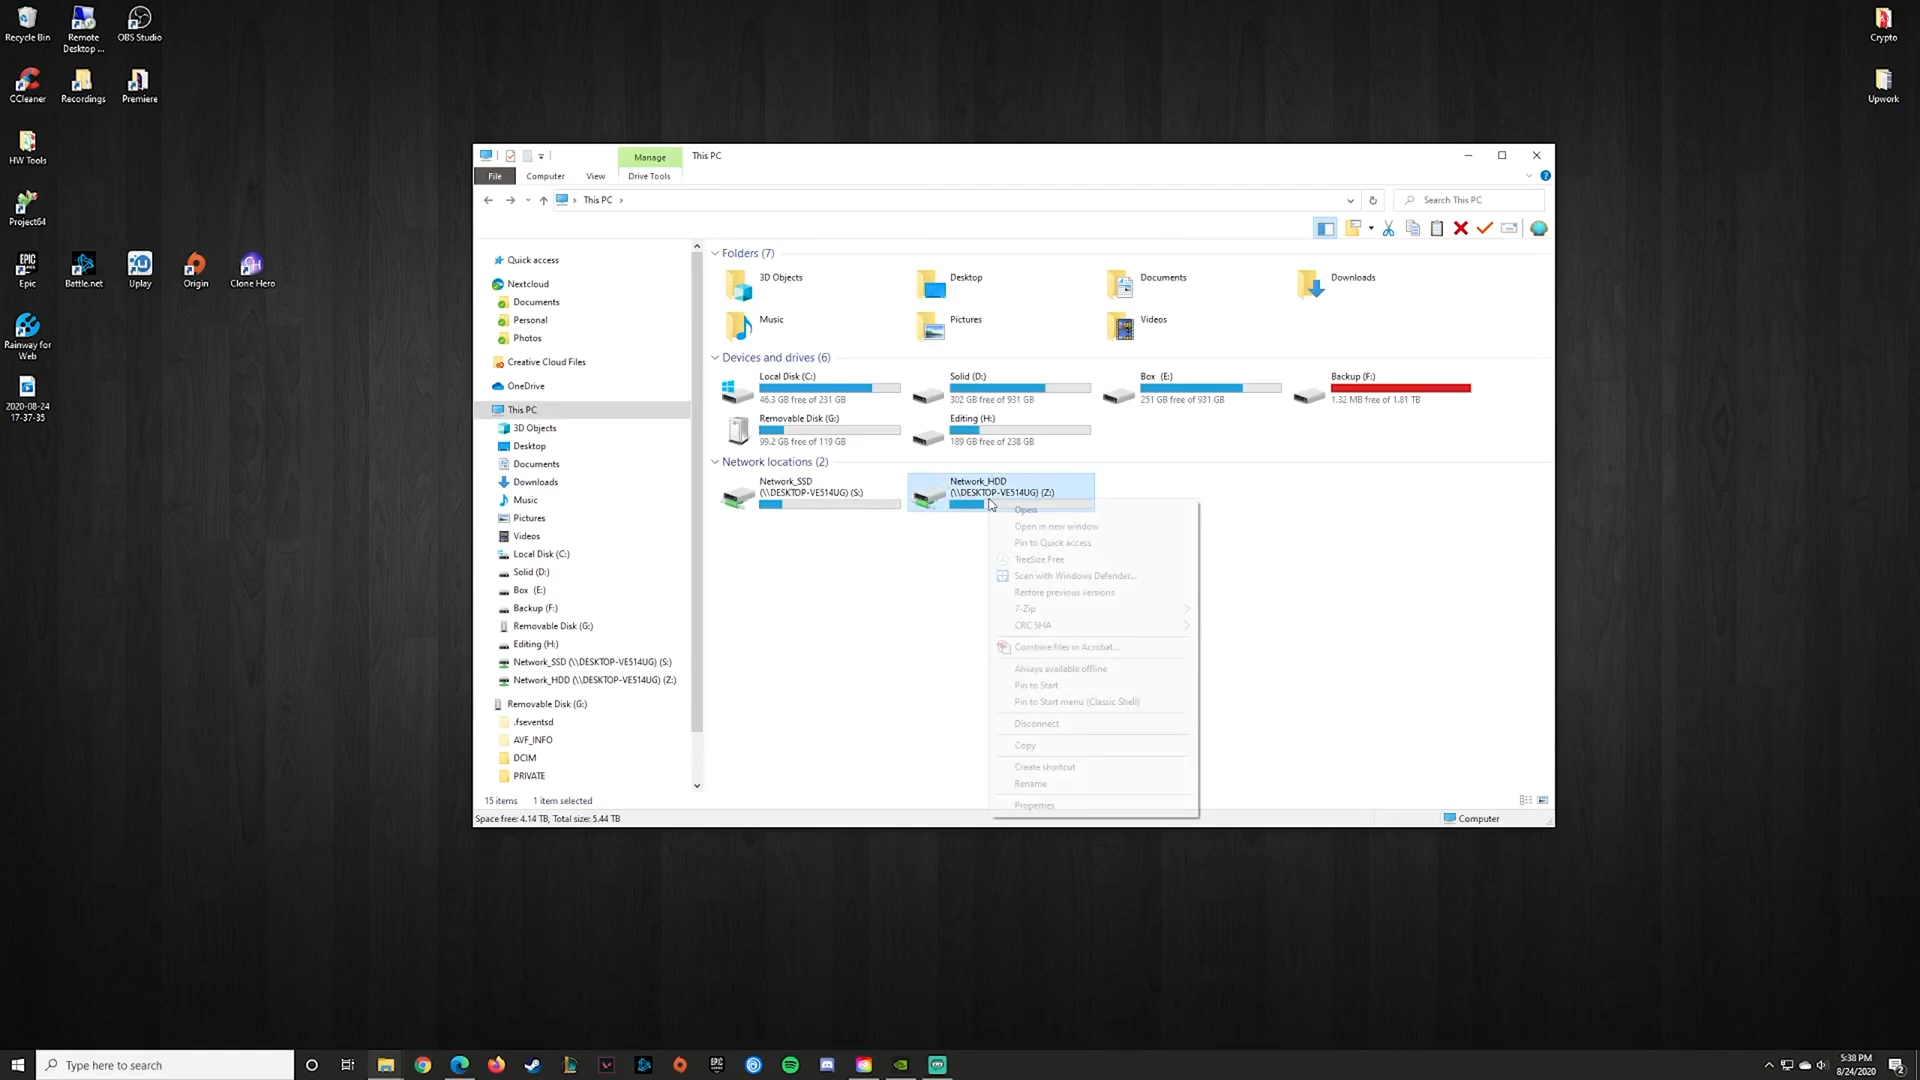 Recycle Bin
Remote
Desktop ...
OBS Studio
Crypto
CCleaner
Recordings
Premiere
Upwork
HW Tools
Project64
Epic
Battle.net
Uplay
Origin
Clone Hero
Rainway for
Web
2020-08-24
17-37-35
Manage
This PC
File
Computer
View
Drive Tools
This PC
Search This PC
Quick access
Nextcloud
Documents
Personal
Photos
Creative Cloud Files
OneDrive
This PC
3D Objects
Desktop
Documents
Downloads
Music
Pictures
Videos
Local Disk (C:)
Solid (D:)
Box (E:)
Backup (F:)
Removable Disk (G:)
Editing (H:)
Network_SSD (\\DESKTOP-VE514UG) (S:)
Network_HDD (\\DESKTOP-VE514UG) (Z:)
Removable Disk (G:)
.fseventsd
AVF_INFO
DCIM
PRIVATE
Folders (7)
3D Objects
Desktop
Documents
Downloads
Music
Pictures
Videos
Devices and drives (6)
Local Disk (C:)
46.3 GB free of 231 GB
Solid (D:)
302 GB free of 931 GB
Box (E:)
251 GB free of 931 GB
Backup (F:)
1.32 MB free of 1.81 TB
Removable Disk (G:)
99.2 GB free of 119 GB
Editing (H:)
189 GB free of 238 GB
Network locations (2)
Network_SSD
(\\DESKTOP-VE514UG) (S:)
Network_HDD
(\\DESKTOP-VE514UG) (Z:)
Open
Open in new window
Pin to Quick access
TreeSize Free
Scan with Windows Defender...
Restore previous versions
7-Zip
CRC SHA
Combine files in Acrobat...
Always available offline
Pin to Start
Pin to Start menu (Classic Shell)
Disconnect
Copy
Create shortcut
Rename
Properties
15 items
1 item selected
Space free: 4.14 TB, Total size: 5.44 TB
Computer
Type here to search
5:38 PM
8/24/2020